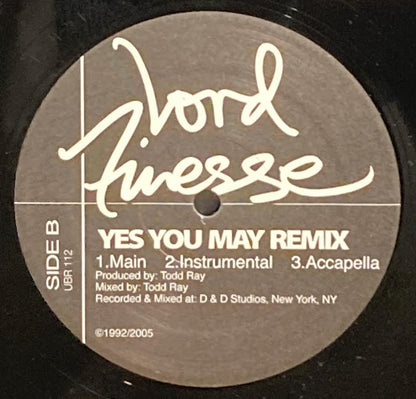 Lord
Finesse
YES YOU MAY REMIX
1.Main 2.Instrumental 3.Accapella
Produced by: Todd Ray
Mixed by: Todd Ray
Recorded & Mixed at: D & D Studios, New York, NY
©1992/2005
SIDE B
UBR 112